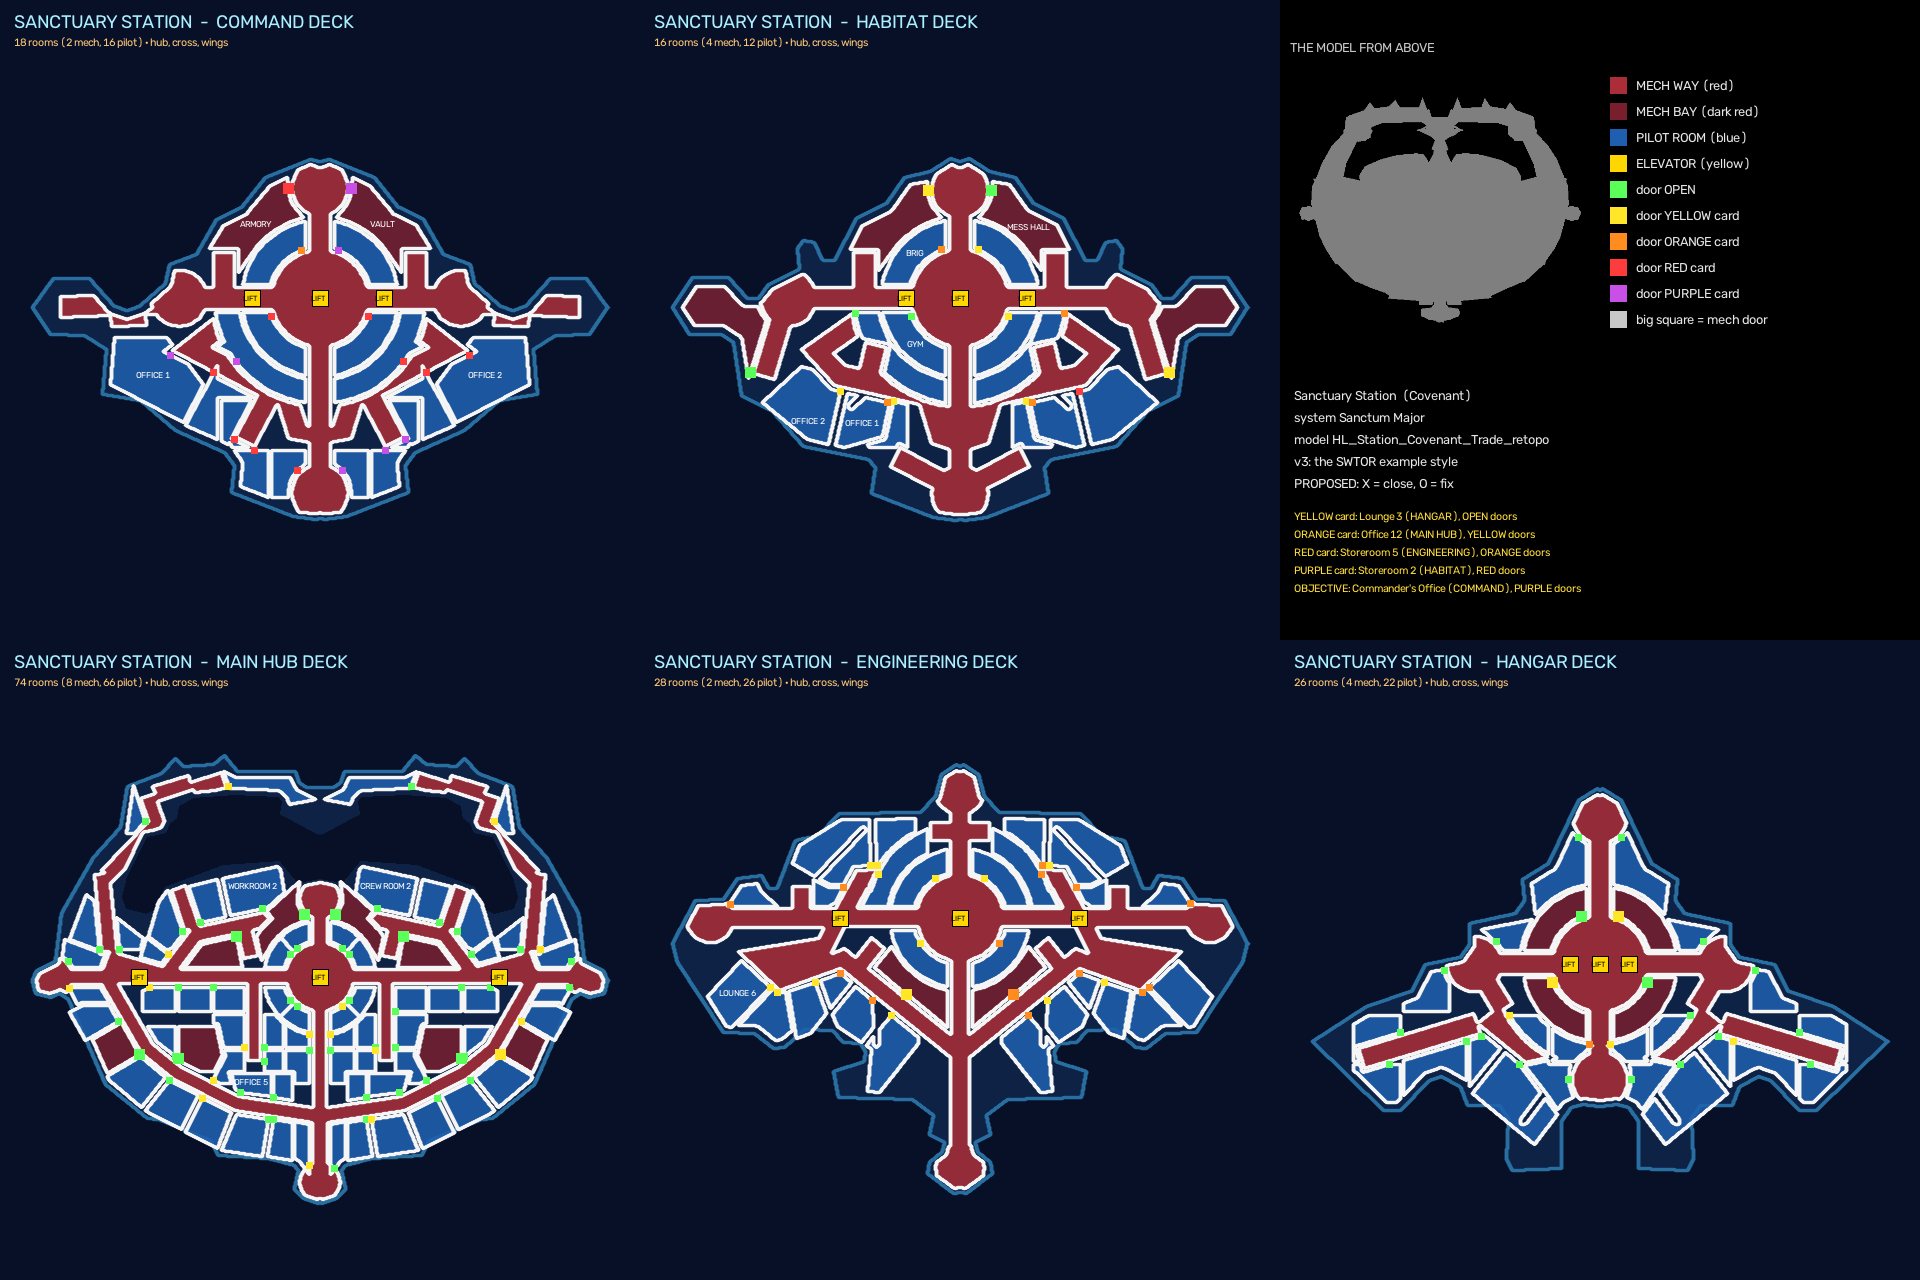 SANCTUARY STATION - COMMAND DECK
18 rooms (2 mech, 16 pilot) • hub, cross, wings
ARMORY
VAULT
LIFT
LIFT
LIFT
OFFICE 1
OFFICE 2
SANCTUARY STATION - HABITAT DECK
16 rooms (4 mech, 12 pilot) • hub, cross, wings
MESS HALL
BRIG
LIFT
LIFT
LIFT
GYM
OFFICE 2
OFFICE 1
THE MODEL FROM ABOVE
MECH WAY (red)
MECH BAY (dark red)
PILOT ROOM (blue)
ELEVATOR (yellow)
door OPEN
door YELLOW card
door ORANGE card
door RED card
door PURPLE card
big square = mech door
Sanctuary Station (Covenant)
system Sanctum Major
model HL_Station_Covenant_Trade_retopo
v3: the SWTOR example style
PROPOSED: X = close, O = fix
YELLOW card: Lounge 3 (HANGAR), OPEN doors
ORANGE card: Office 12 (MAIN HUB), YELLOW doors
RED card: Storeroom 5 (ENGINEERING), ORANGE doors
PURPLE card: Storeroom 2 (HABITAT), RED doors
OBJECTIVE: Commander's Office (COMMAND), PURPLE doors
SANCTUARY STATION - MAIN HUB DECK
74 rooms (8 mech, 66 pilot) • hub, cross, wings
WORKROOM 2
CREW ROOM 2
LIFT
LIFT
LIFT
OFFICE 5
SANCTUARY STATION - ENGINEERING DECK
28 rooms (2 mech, 26 pilot) • hub, cross, wings
LIFT
LIFT
LIFT
LOUNGE 6
SANCTUARY STATION - HANGAR DECK
26 rooms (4 mech, 22 pilot) • hub, cross, wings
LIFT
LIFT
LIFT